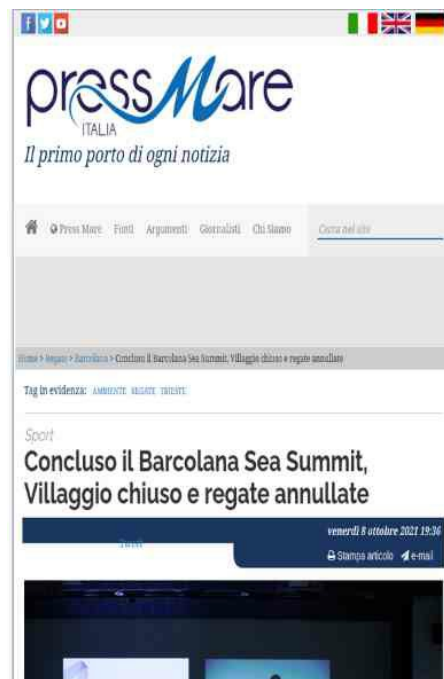 pressMare
ITALIA
Il primo porto di ogni notizia
Press Mare Fonti Argomenti Giornalisti Chi Siamo Cerca nel sito
Home > Regate > Barcolana > Concluso il Barcolana Sea Summit, Villaggio chiuso e regate annullate
Tag in evidenza: AMBIENTE REGATE TRIESTE
Sport
Concluso il Barcolana Sea Summit,
Villaggio chiuso e regate annullate
venerdì 8 ottobre 2021 19:36
Tweet
Stampa articolo e-mail